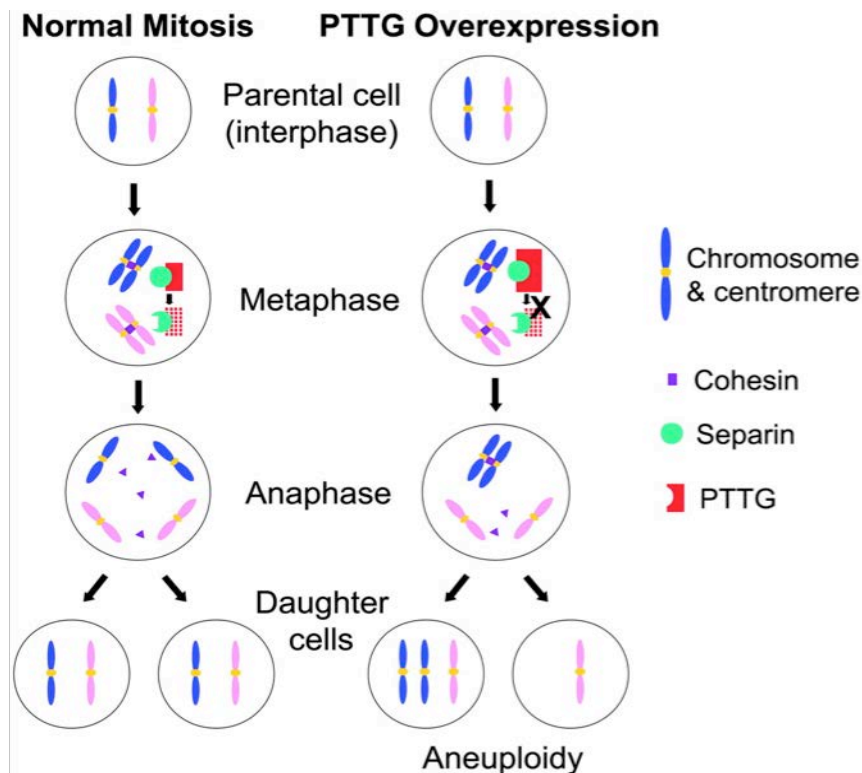 Normal Mitosis
PTTG Overexpression
Parental cell
(interphase)
Metaphase
X
Chromosome
& centromere
Cohesin
Separin
PTTG
Anaphase
Daughter
cells
Aneuploidy